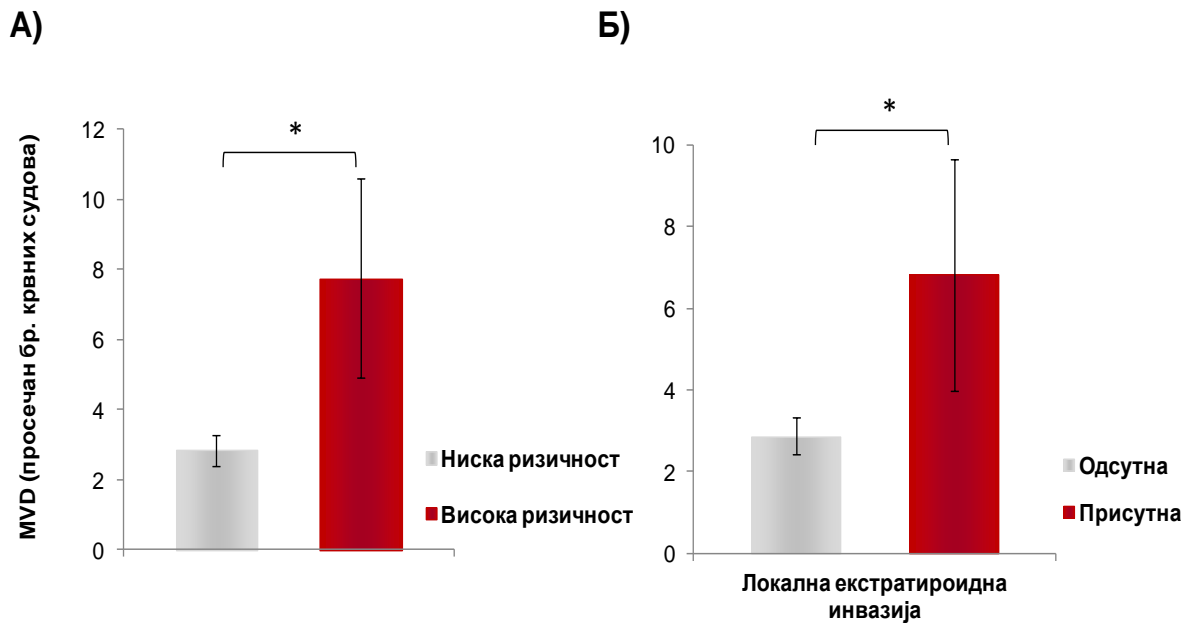 А)
Б)
*
*
MVD (просечан бр. крвних судова)
12
10
8
6
4
2
0
Ниска ризичност
Висока ризичност
10
8
6
4
2
0
Одсутна
Присутна
Локална екстратироидна
инвазија